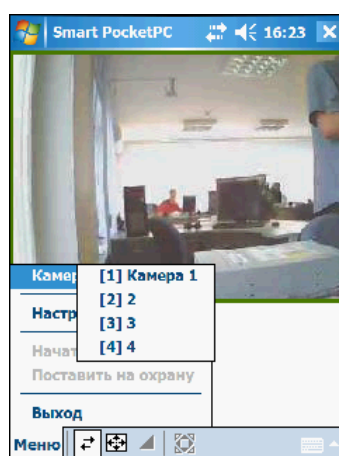 Smart PocketPC 16:23
Камер
[1] Камера 1
[2] 2
Настр
[3] 3
Начат
[4] 4
Поставить на охрану
Выход
Меню